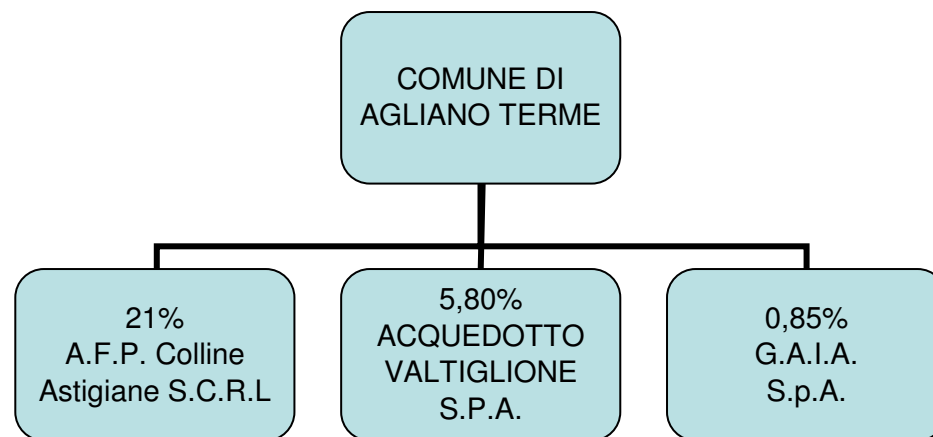 COMUNE DI
AGLIANO TERME
21%
A.F.P. Colline
Astigiane S.C.R.L
5,80%
ACQUEDOTTO
VALTIGLIONE
S.P.A.
0,85%
G.A.I.A.
S.p.A.